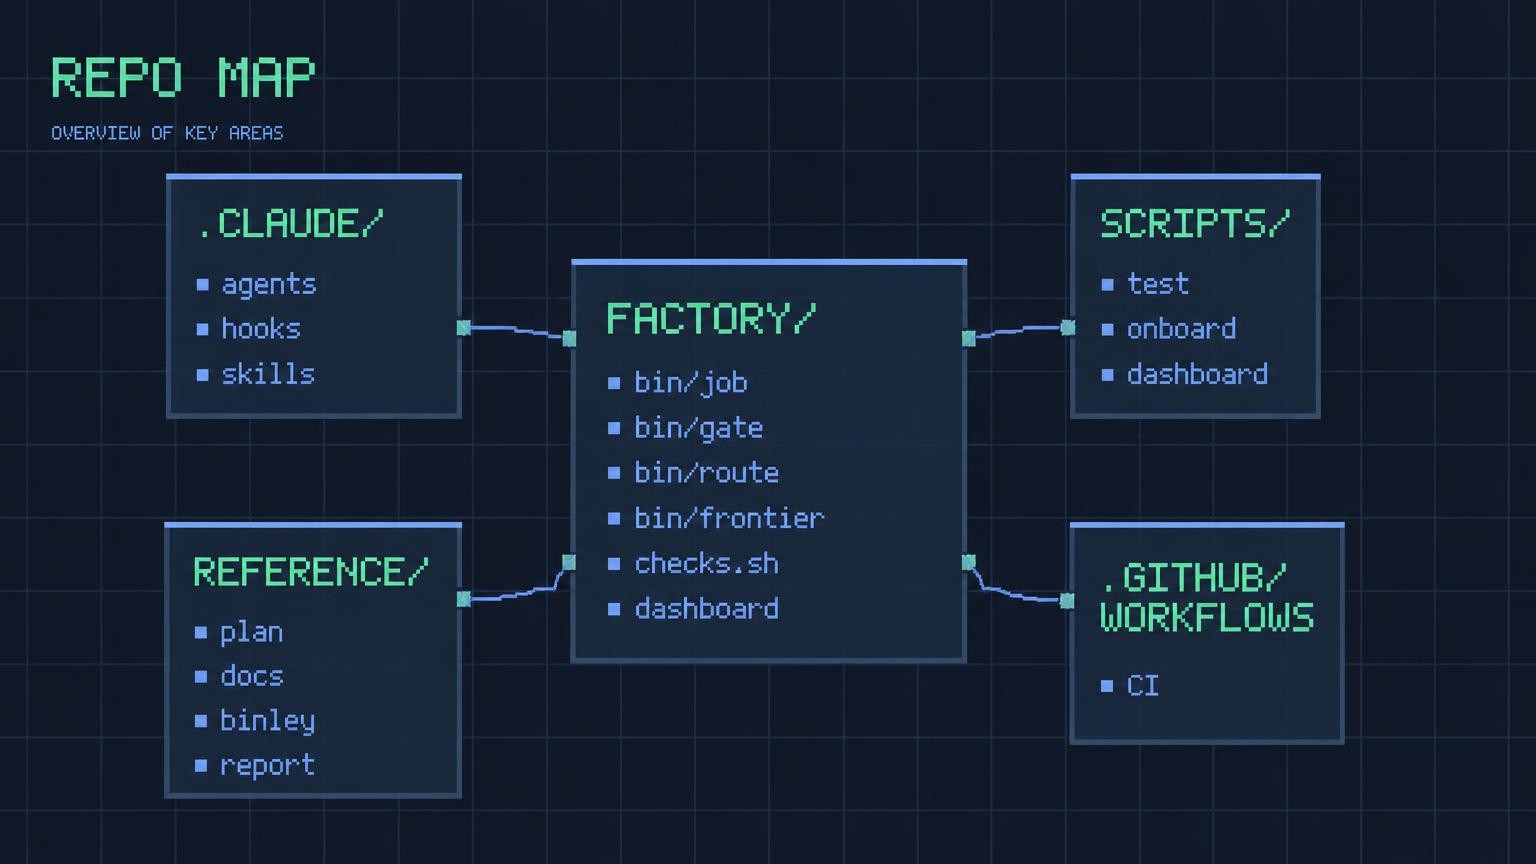 REPO MAP
OVERVIEW OF KEY AREAS
.CLAUDE/
agents
hooks
skills
REFERENCE/
plan
docs
binley
report
FACTORY/
bin/job
bin/gate
bin/route
bin/frontier
checks.sh
dashboard
SCRIPTS/
test
onboard
dashboard
.GITHUB/
WORKFLOWS
CI